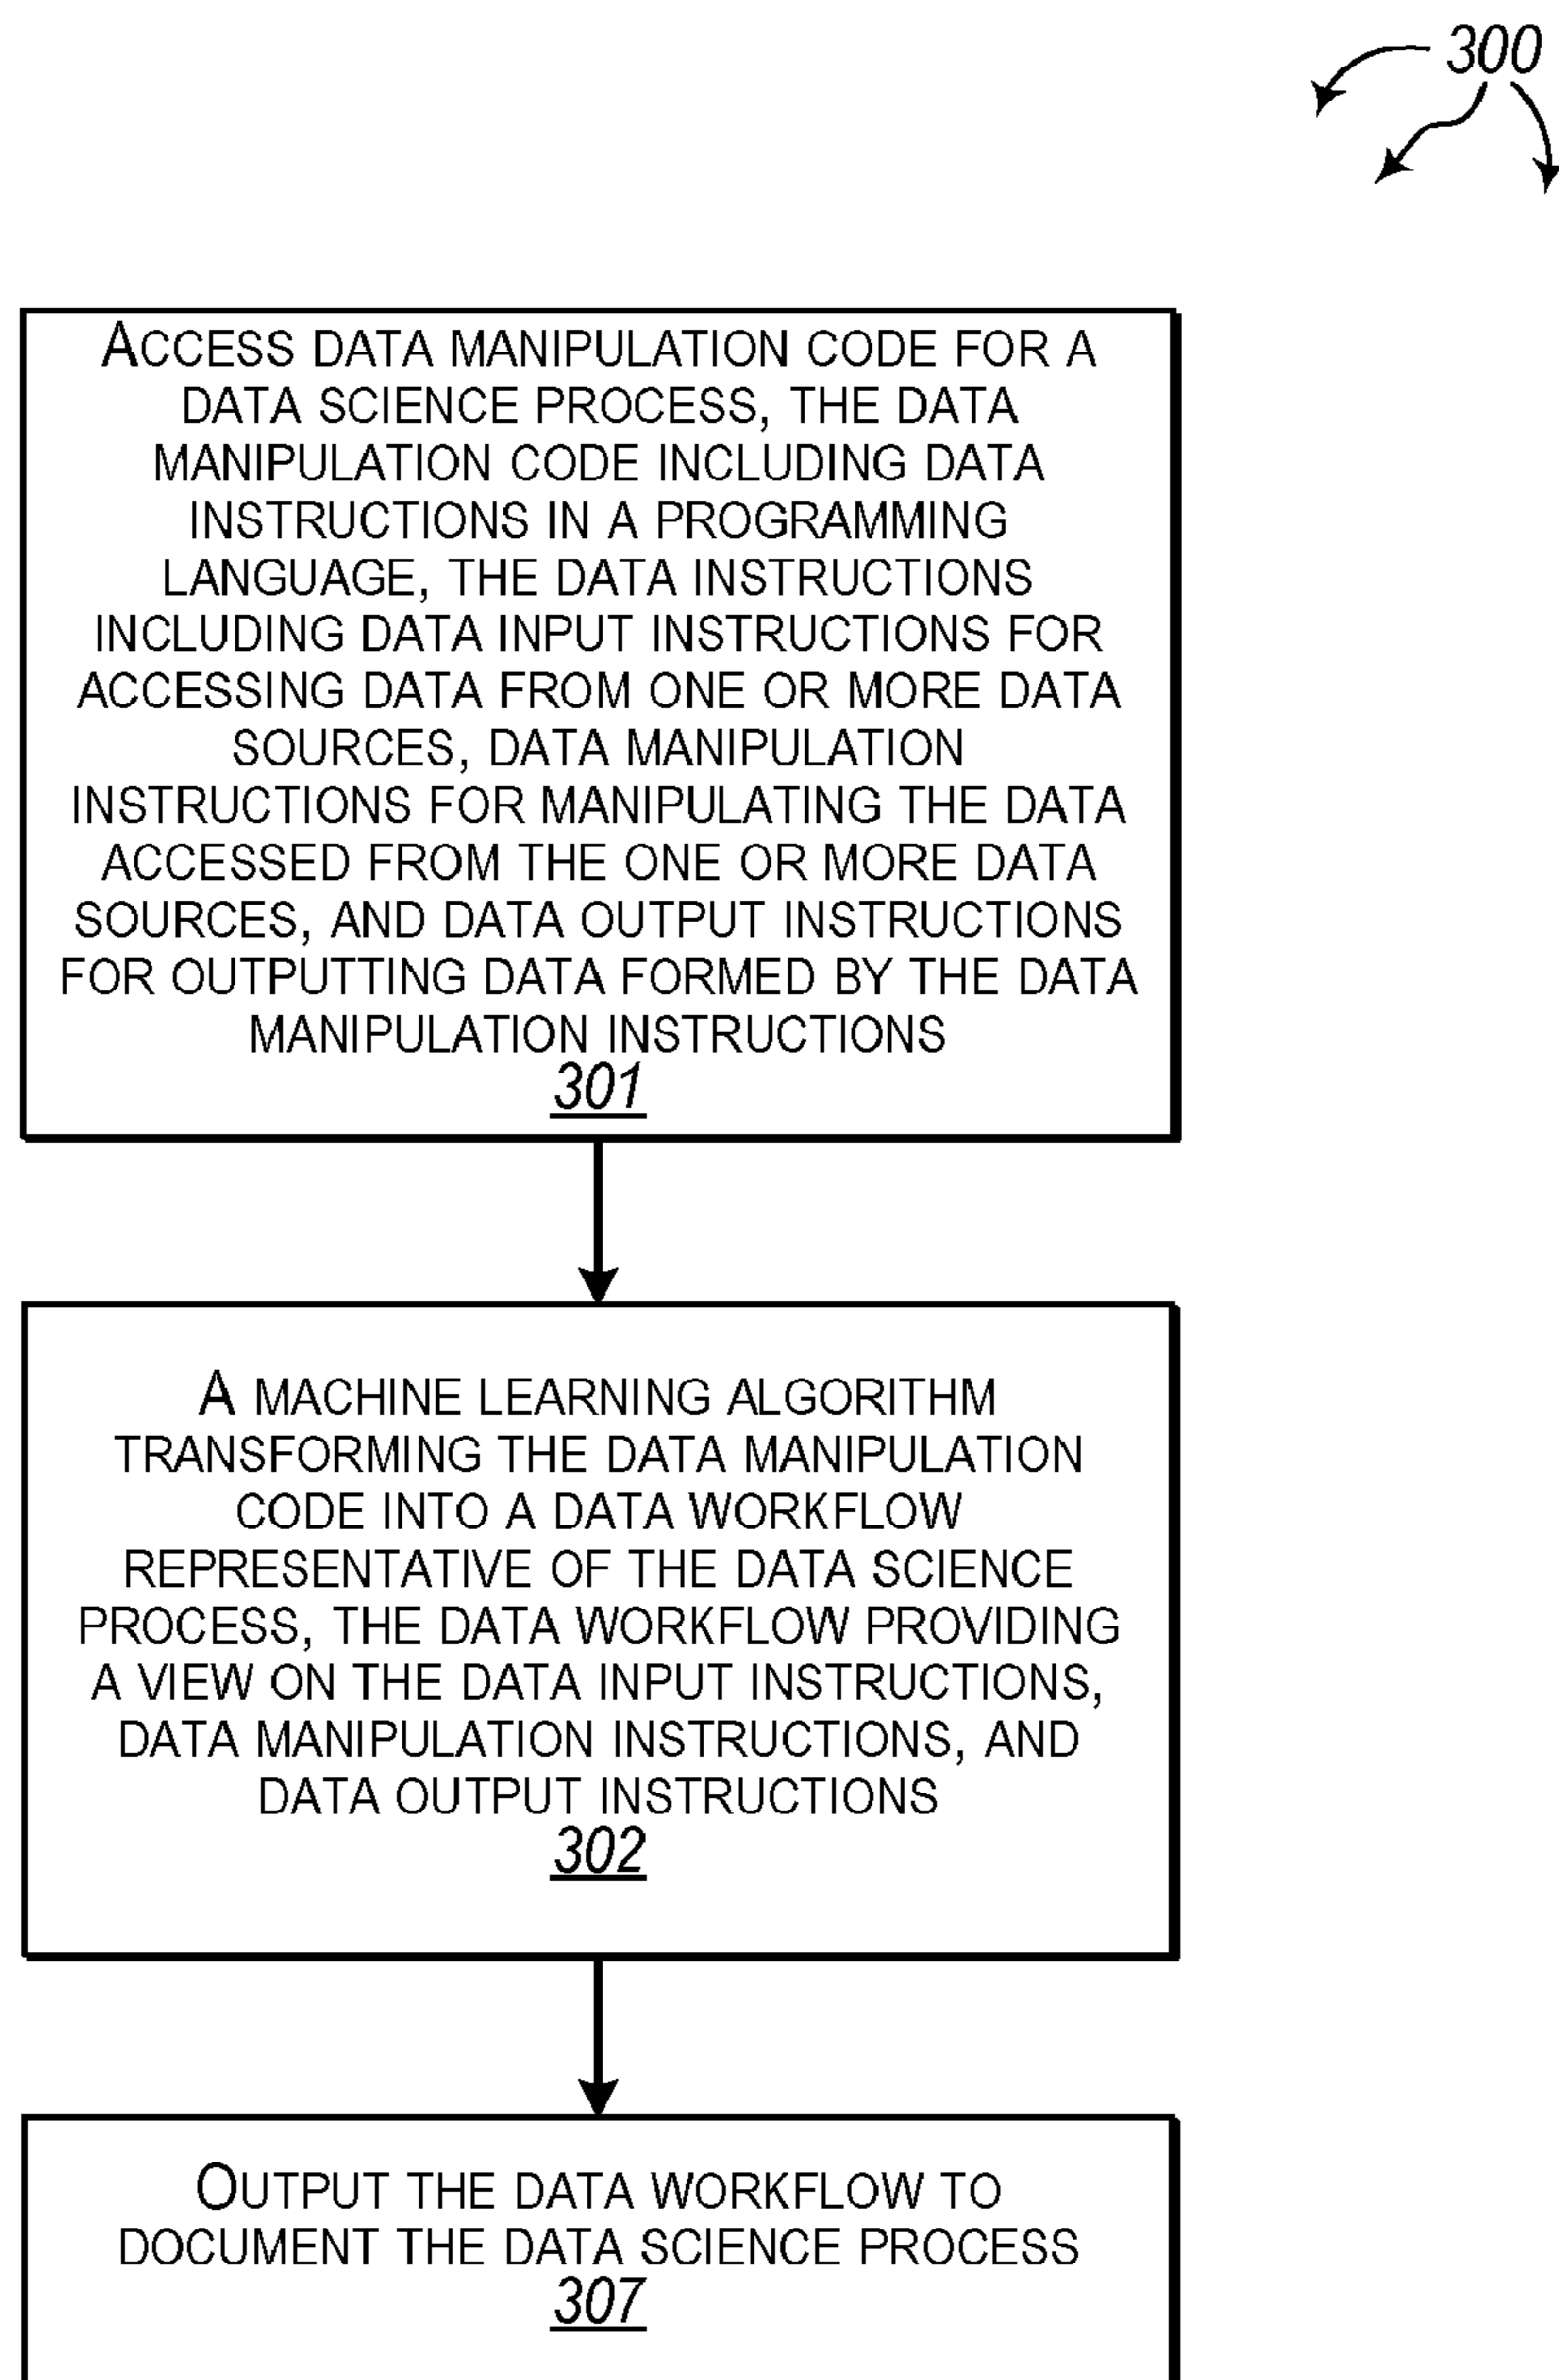 300
ACCESS DATA MANIPULATION CODE FOR A
DATA SCIENCE PROCESS, THE DATA
MANIPULATION CODE INCLUDING DATA
INSTRUCTIONS IN A PROGRAMMING
LANGUAGE, THE DATA INSTRUCTIONS
INCLUDING DATA INPUT INSTRUCTIONS FOR
ACCESSING DATA FROM ONE OR MORE DATA
SOURCES, DATA MANIPULATION
INSTRUCTIONS FOR MANIPULATING THE DATA
ACCESSED FROM THE ONE OR MORE DATA
SOURCES, AND DATA OUTPUT INSTRUCTIONS
FOR OUTPUTTING DATA FORMED BY THE DATA
MANIPULATION INSTRUCTIONS
301
A MACHINE LEARNING ALGORITHM
TRANSFORMING THE DATA MANIPULATION
CODE INTO A DATA WORKFLOW
REPRESENTATIVE OF THE DATA SCIENCE
PROCESS, THE DATA WORKFLOW PROVIDING
A VIEW ON THE DATA INPUT INSTRUCTIONS,
DATA MANIPULATION INSTRUCTIONS, AND
DATA OUTPUT INSTRUCTIONS
302
OUTPUT THE DATA WORKFLOW TO
DOCUMENT THE DATA SCIENCE PROCESS
307